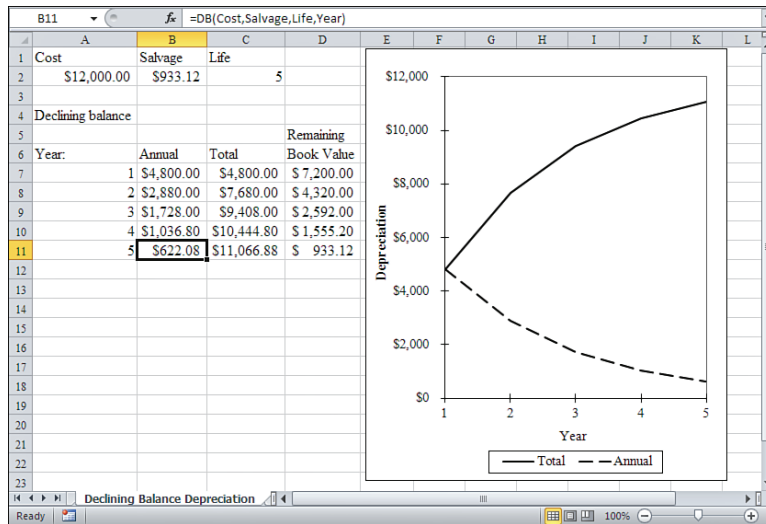 B11 fx =DB(Cost,Salvage,Life,Year)
A B C D E F G H I J K L
1 Cost Salvage Life
2 $12,000.00 $933.12 5
3
4 Declining balance
5 Remaining
6 Year: Annual Total Book Value
7 1 $4,800.00 $4,800.00 $ 7,200.00
8 2 $2,880.00 $7,680.00 $ 4,320.00
9 3 $1,728.00 $9,408.00 $ 2,592.00
10 4 $1,036.80 $10,444.80 $ 1,555.20
11 5 $622.08 $11,066.88 $ 933.12
12
13
14
15
16
17
18
19
20
21
22
23
$12,000
$10,000
$8,000
$6,000
$4,000
$2,000
$0
Depreciation
1 2 3 4 5
Year
Total Annual
Declining Balance Depreciation
Ready 100%